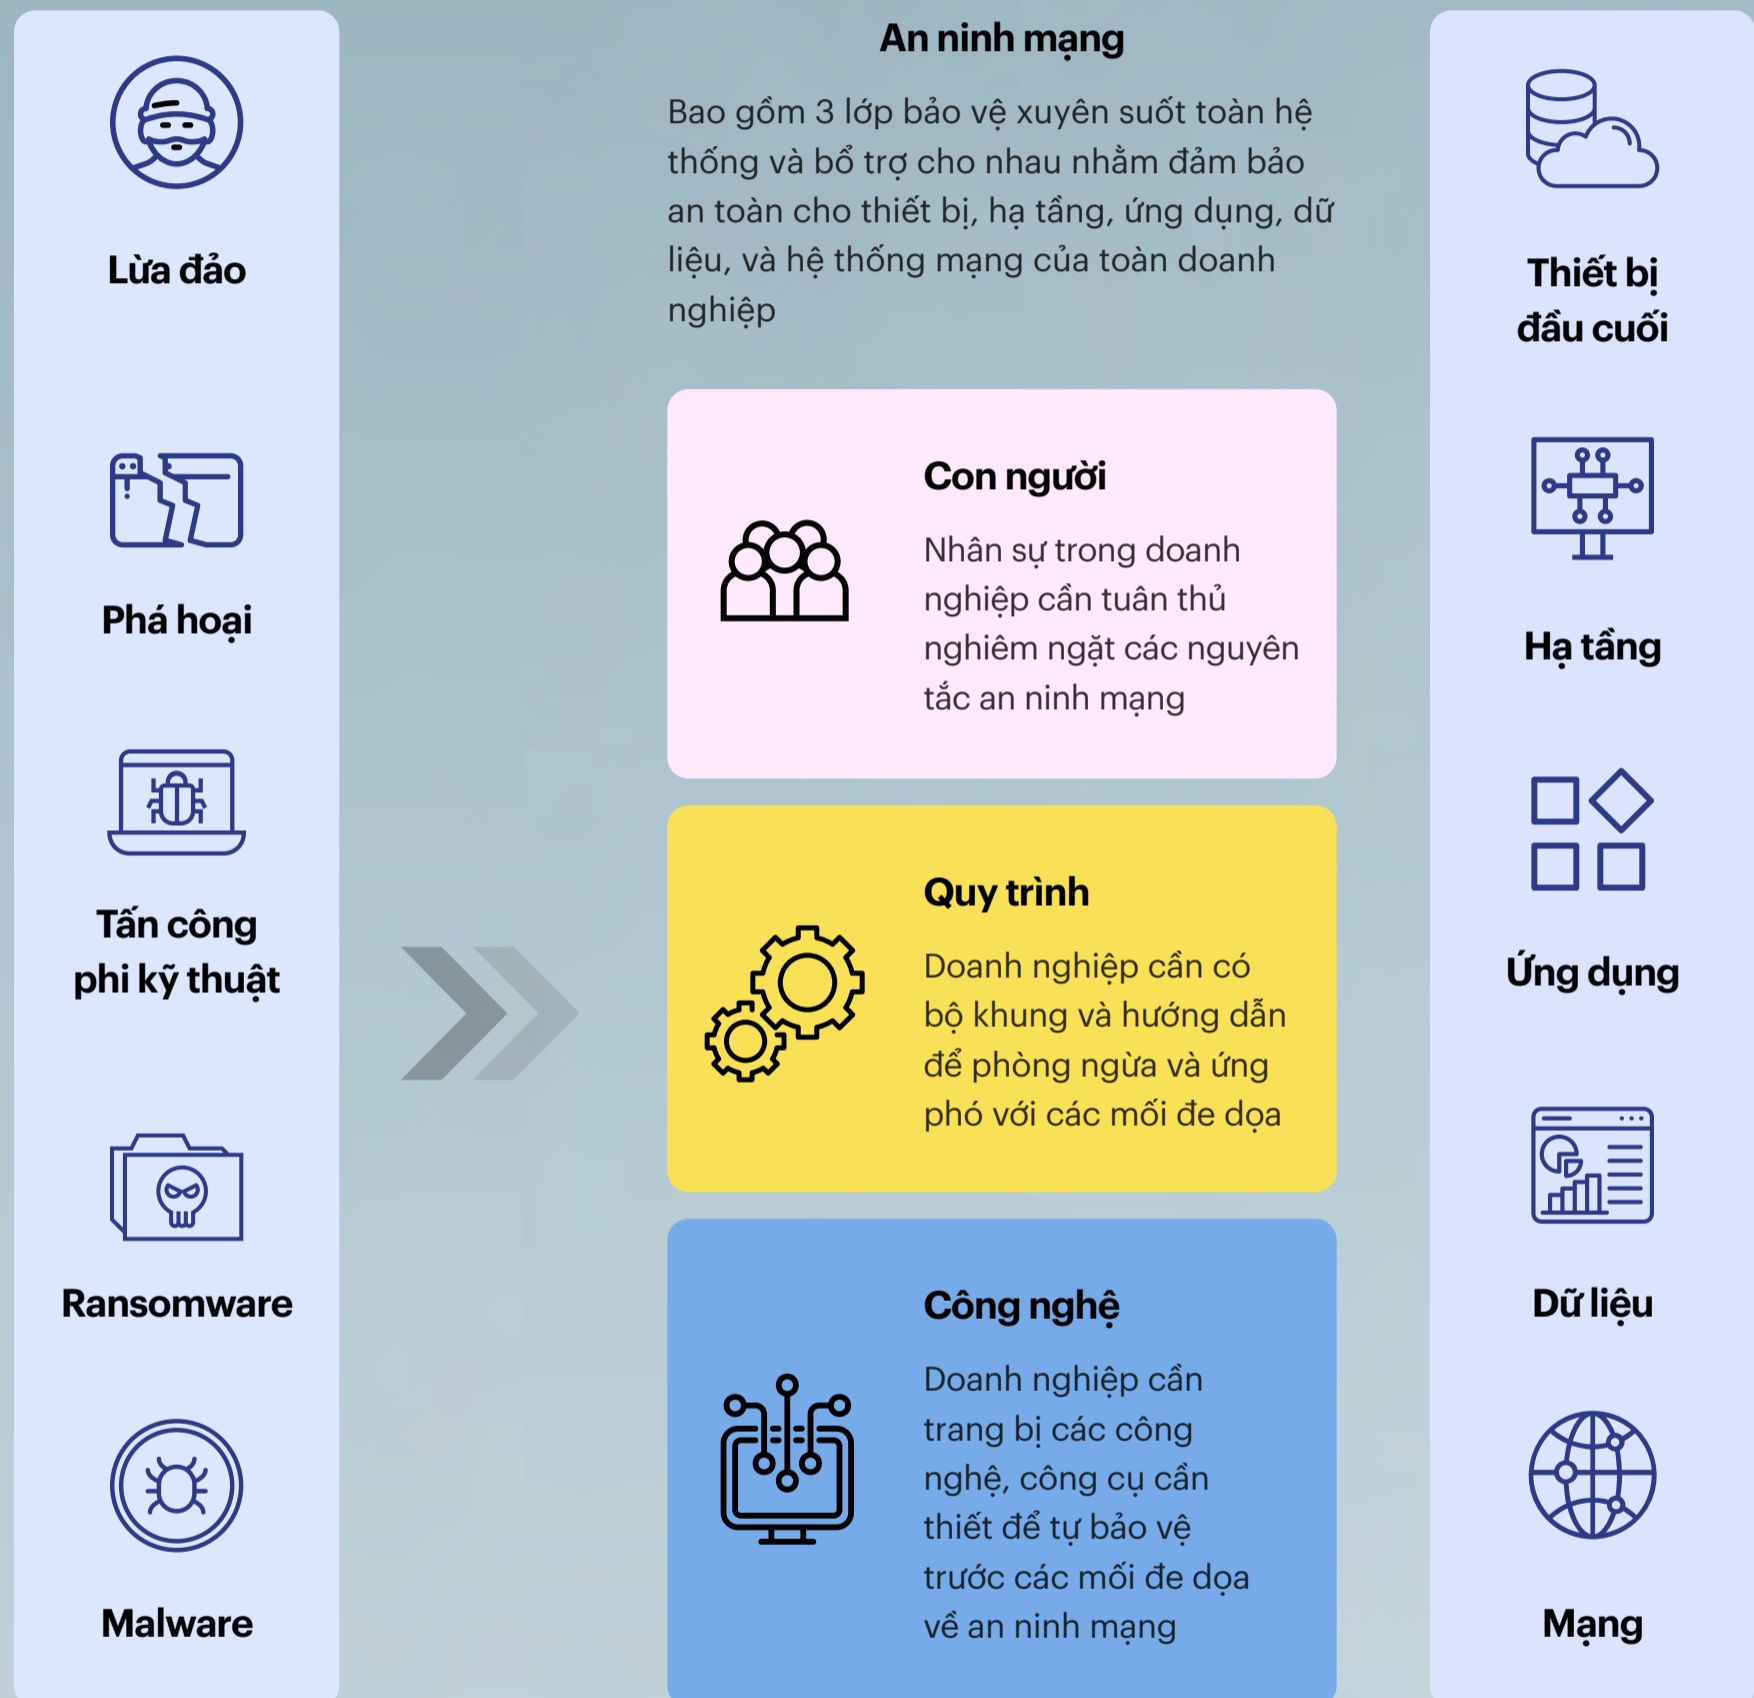 Lừa đảo
Phá hoại
Tấn công
phi kỹ thuật
Ransomware
Malware
An ninh mạng
Bao gồm 3 lớp bảo vệ xuyên suốt toàn hệ
thống và bổ trợ cho nhau nhằm đảm bảo
an toàn cho thiết bị, hạ tầng, ứng dụng, dữ
liệu, và hệ thống mạng của toàn doanh
nghiệp
Con người
Nhân sự trong doanh
nghiệp cần tuân thủ
nghiêm ngặt các nguyên
tắc an ninh mạng
Quy trình
Doanh nghiệp cần có
bộ khung và hướng dẫn
để phòng ngừa và ứng
phó với các mối đe dọa
Công nghệ
Doanh nghiệp cần
trang bị các công
nghệ, công cụ cần
thiết để tự bảo vệ
trước các mối đe dọa
về an ninh mạng
Thiết bị
đầu cuối
Hạ tầng
Ứng dụng
Dữ liệu
Mạng